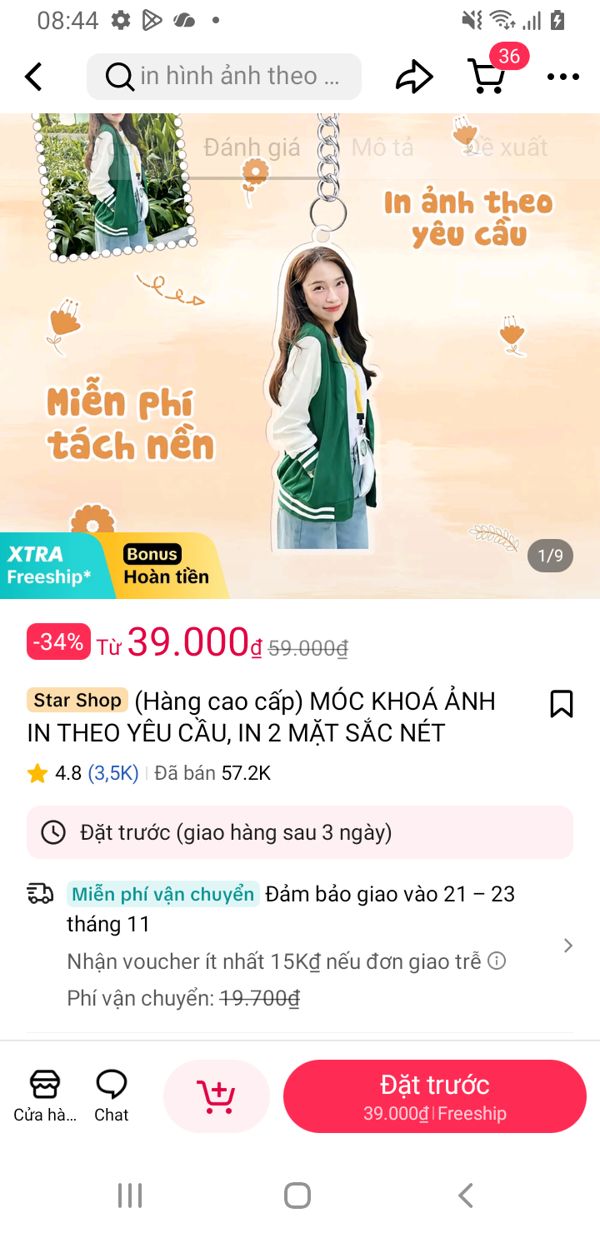 08:44
in hình ảnh theo ...
36
Đánh giá
Mô tả
Đề xuất
In ảnh theo
yêu cầu
Miễn phí
tách nền
XTRA
Freeship*
Bonus
Hoàn tiền
1/9
-34% Từ 39.000₫ 59.000₫
Star Shop (Hàng cao cấp) MÓC KHOÁ ẢNH
IN THEO YÊU CẦU, IN 2 MẶT SẮC NÉT
4.8 (3,5K) Đã bán 57.2K
Đặt trước (giao hàng sau 3 ngày)
Miễn phí vận chuyển Đảm bảo giao vào 21 – 23
tháng 11
Nhận voucher ít nhất 15K₫ nếu đơn giao trễ
Phí vận chuyển: 19.700₫
Cửa hà...
Chat
Đặt trước
39.000₫ | Freeship